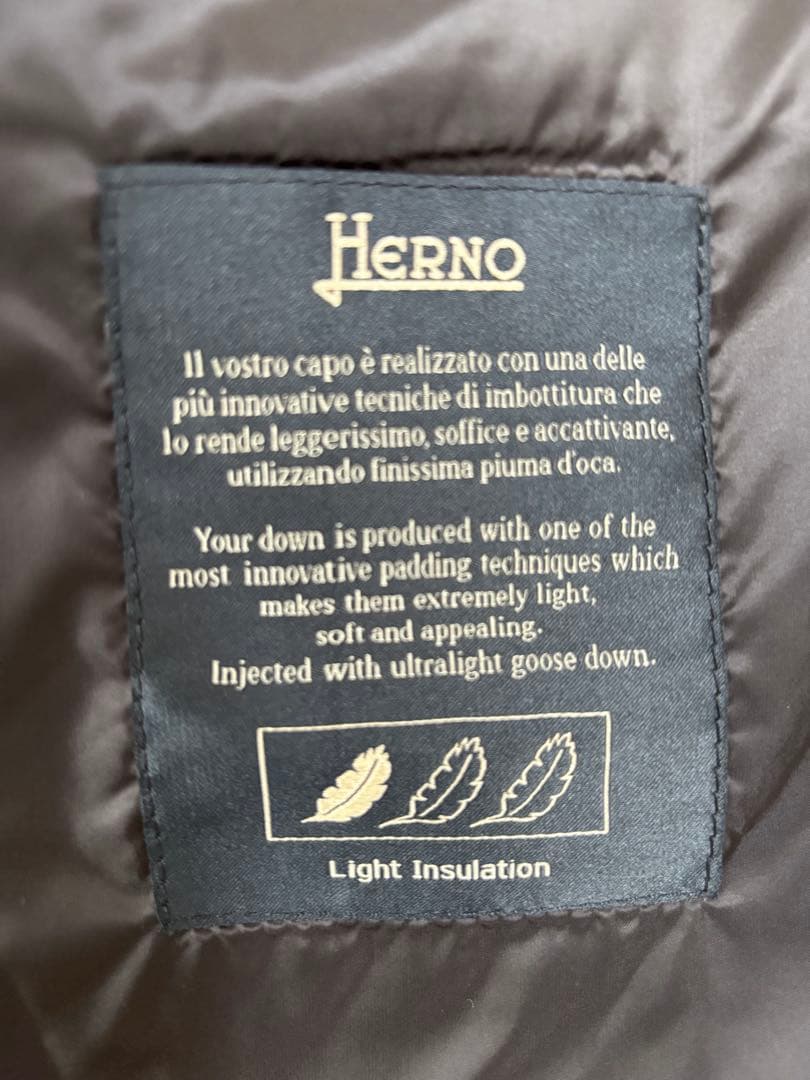 HERNO
Il vostro capo è realizzato con una delle
più innovative tecniche di imbottitura che
lo rende leggerissimo, soffice e accattivante,
utilizzando finissima piuma d'oca.
Your down is produced with one of the
most innovative padding techniques which
makes them extremely light,
soft and appealing.
Injected with ultralight goose down.
Light Insulation